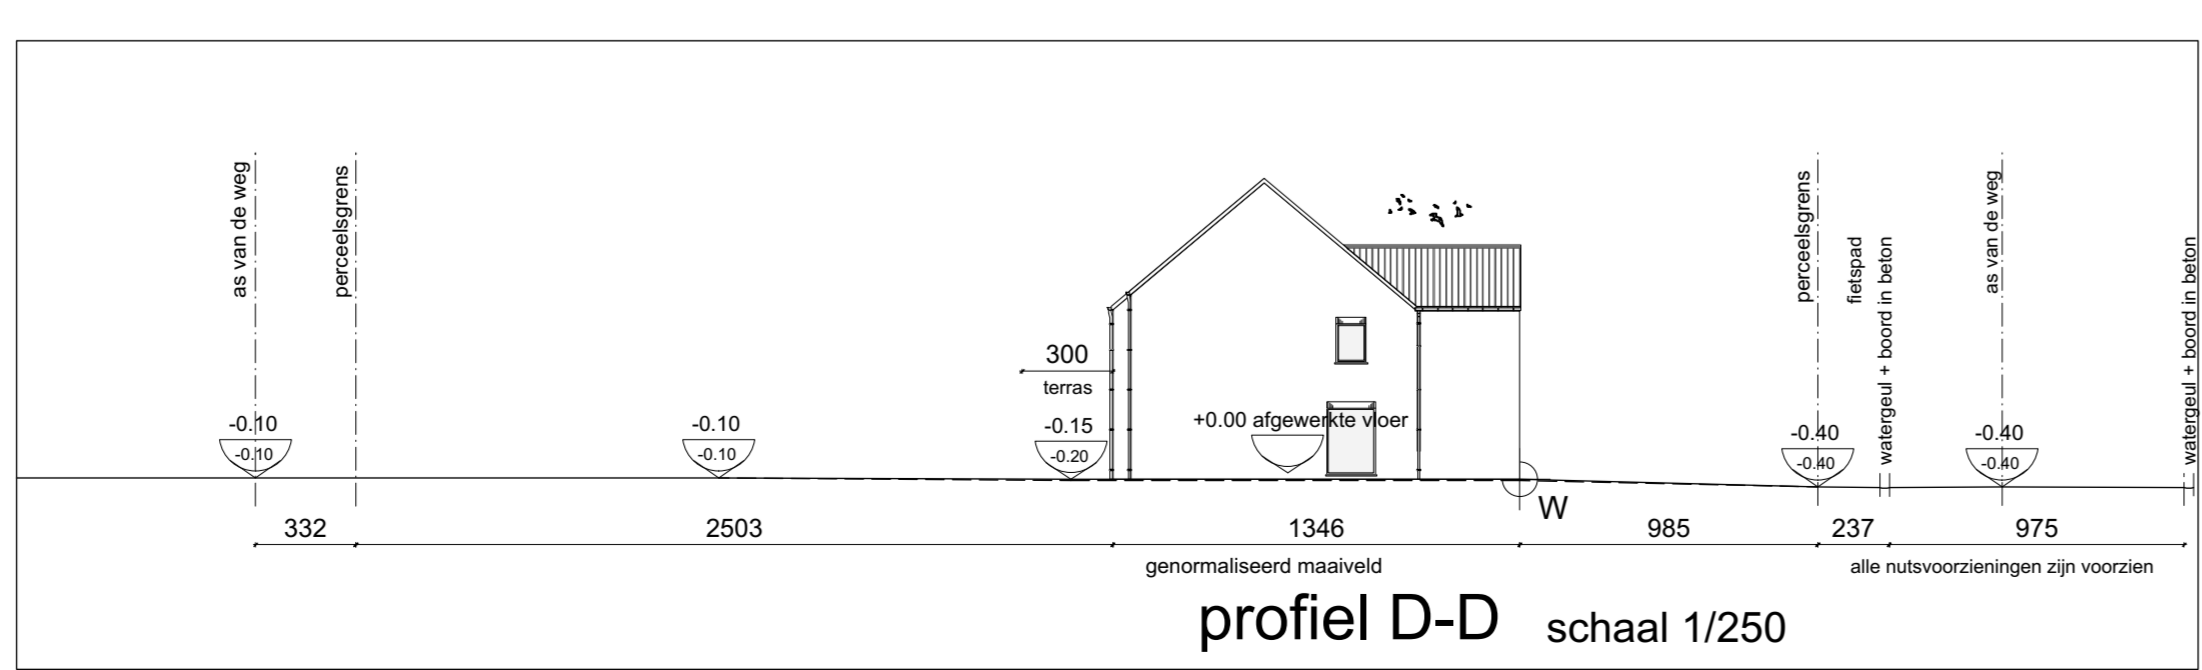 as van de weg
perceelsgrens
perceelsgrens
fietspad
watergeul + boord in beton
as van de weg
watergeul + boord in beton
300
terras
-0.10
-0.10
-0.10
-0.10
-0.15
-0.20
+0.00 afgewerkte vloer
-0.40
-0.40
-0.40
-0.40
W
332
2503
1346
985
237
975
genormaliseerd maaiveld
alle nutsvoorzieningen zijn voorzien
profiel D-D schaal 1/250